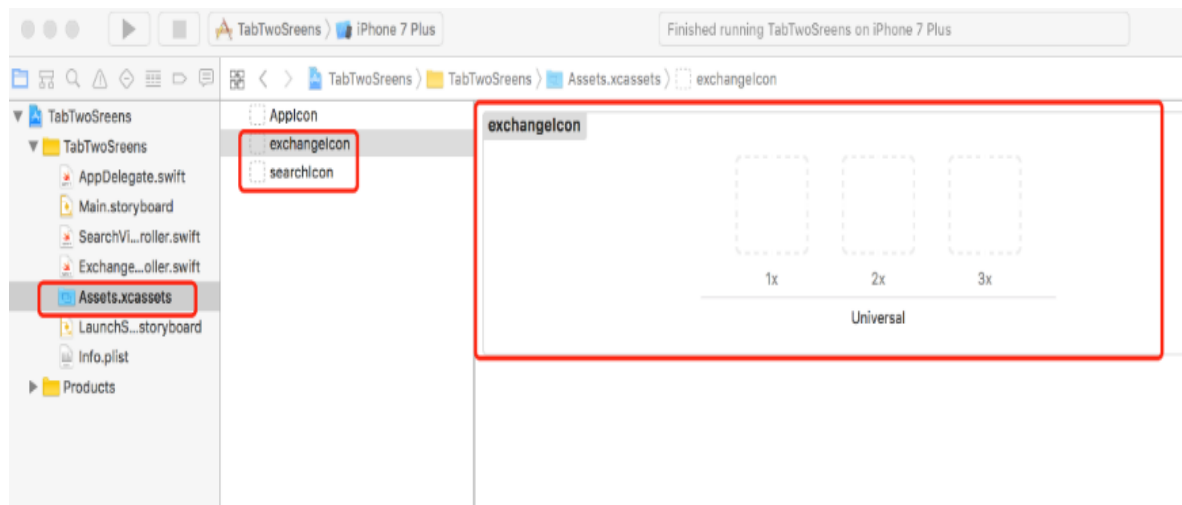 TabTwoSreens 〉 iPhone 7 Plus
Finished running TabTwoSreens on iPhone 7 Plus
TabTwoSreens 〉 TabTwoSreens 〉 Assets.xcassets 〉 exchangeIcon
TabTwoSreens
TabTwoSreens
AppDelegate.swift
Main.storyboard
SearchVi...roller.swift
Exchange...oller.swift
Assets.xcassets
LaunchS...storyboard
Info.plist
Products
AppIcon
exchangeIcon
searchIcon
exchangeIcon
1x 2x 3x
Universal